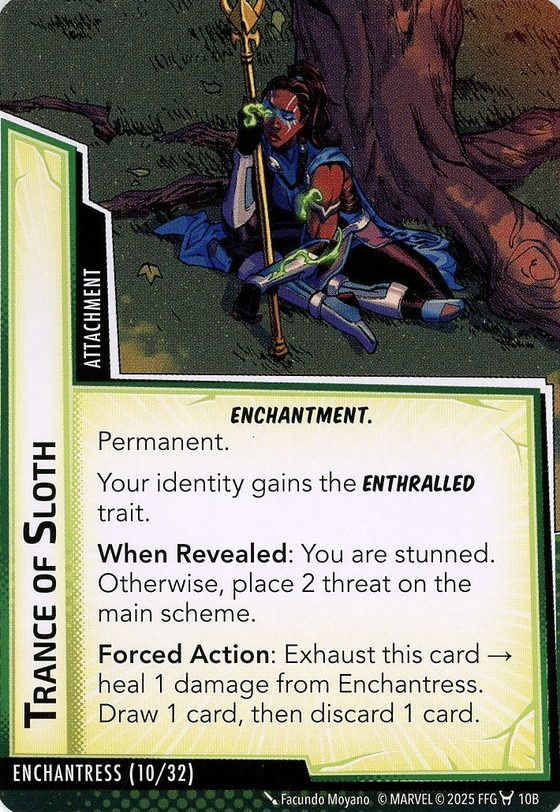 ATTACHMENT
TRANCE OF SLOTH
ENCHANTMENT.
Permanent.
Your identity gains the ENTHRALLED
trait.
When Revealed: You are stunned.
Otherwise, place 2 threat on the
main scheme.
Forced Action: Exhaust this card →
heal 1 damage from Enchantress.
Draw 1 card, then discard 1 card.
ENCHANTRESS (10/32)
Facundo Moyano © MARVEL © 2025 FFG 10B